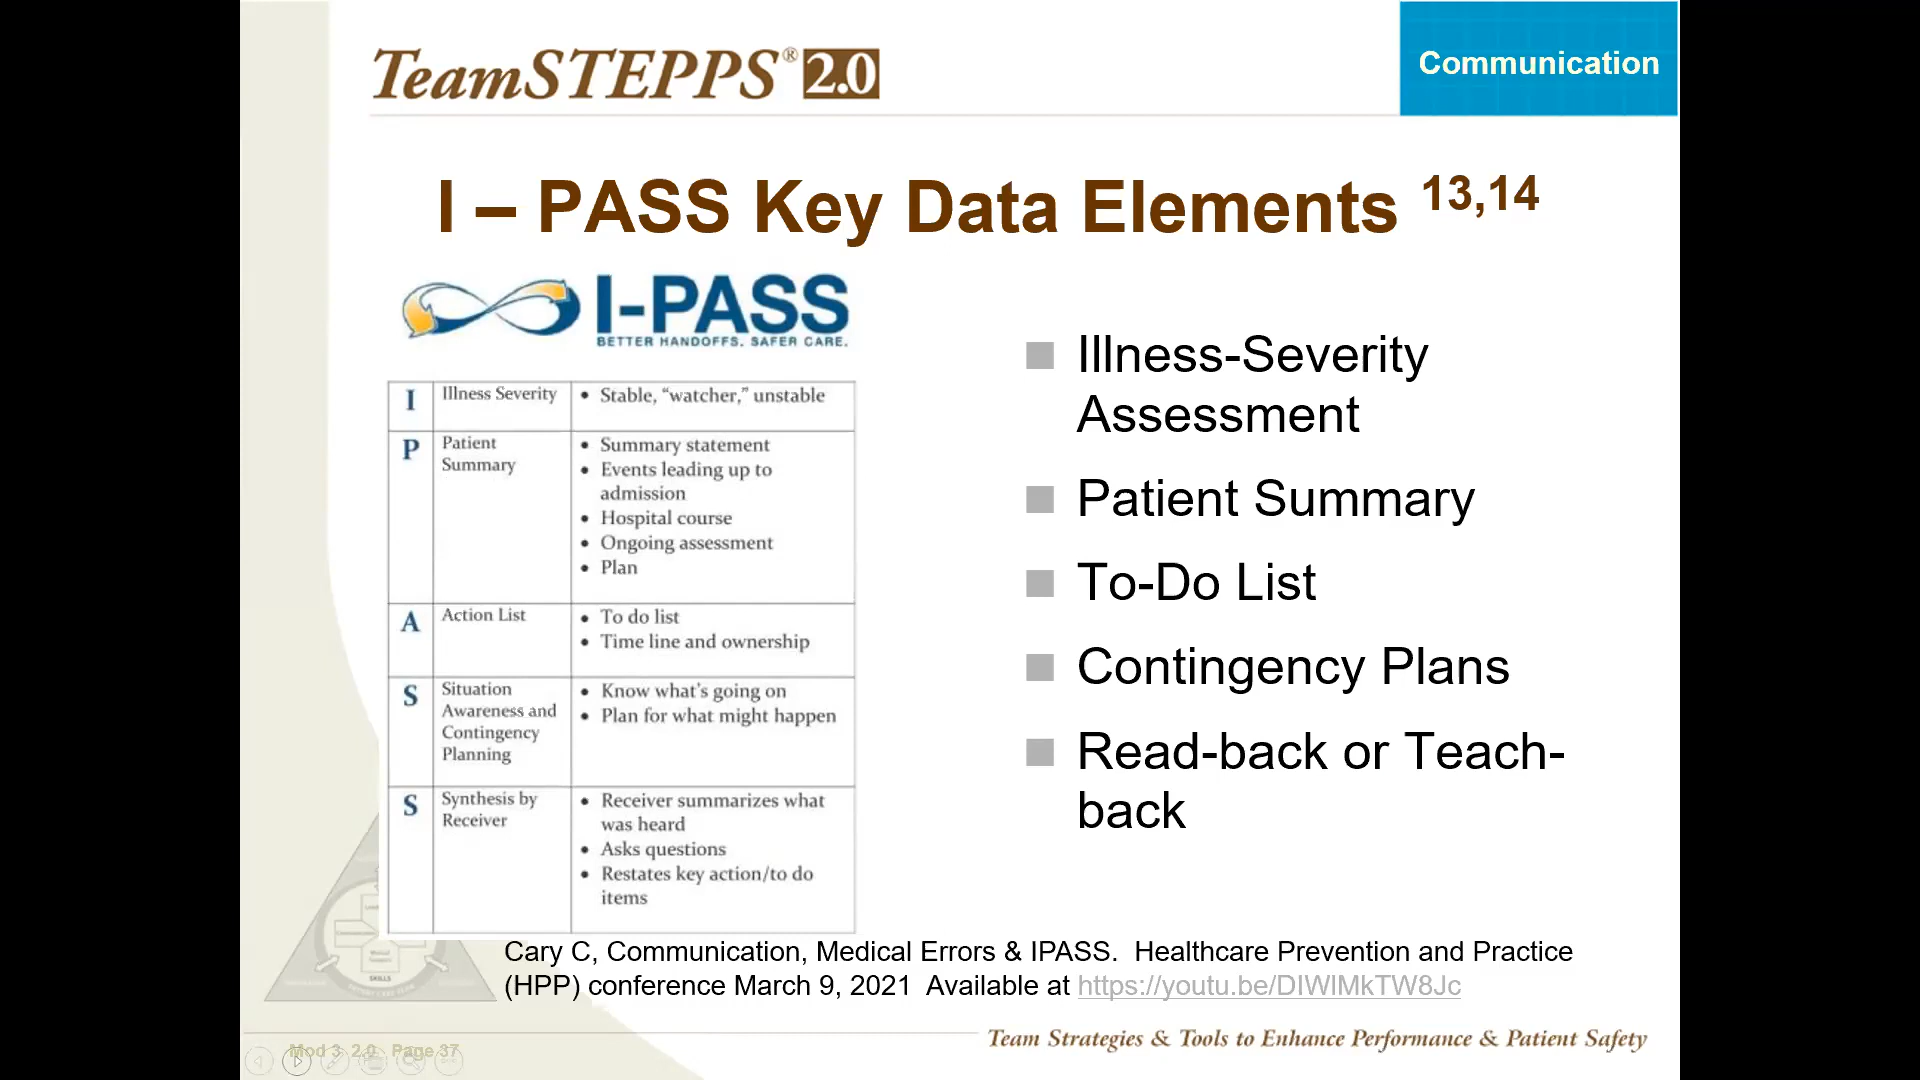 TeamSTEPPS® 2.0
Communication
I – PASS Key Data Elements 13,14
I-PASS
BETTER HANDOFFS. SAFER CARE.
I
Illness Severity
• Stable, “watcher,” unstable
P
Patient
Summary
• Summary statement
• Events leading up to
admission
• Hospital course
• Ongoing assessment
• Plan
A
Action List
• To do list
• Time line and ownership
S
Situation
Awareness and
Contingency
Planning
• Know what’s going on
• Plan for what might happen
S
Synthesis by
Receiver
• Receiver summarizes what
was heard
• Asks questions
• Restates key action/to do
items
Illness-Severity
Assessment
Patient Summary
To-Do List
Contingency Plans
Read-back or Teach-
back
Cary C, Communication, Medical Errors & IPASS. Healthcare Prevention and Practice
(HPP) conference March 9, 2021 Available at https://youtu.be/DIWlMkTW8Jc
SKILLS
Mod 3 2.0 Page 37
Team Strategies & Tools to Enhance Performance & Patient Safety